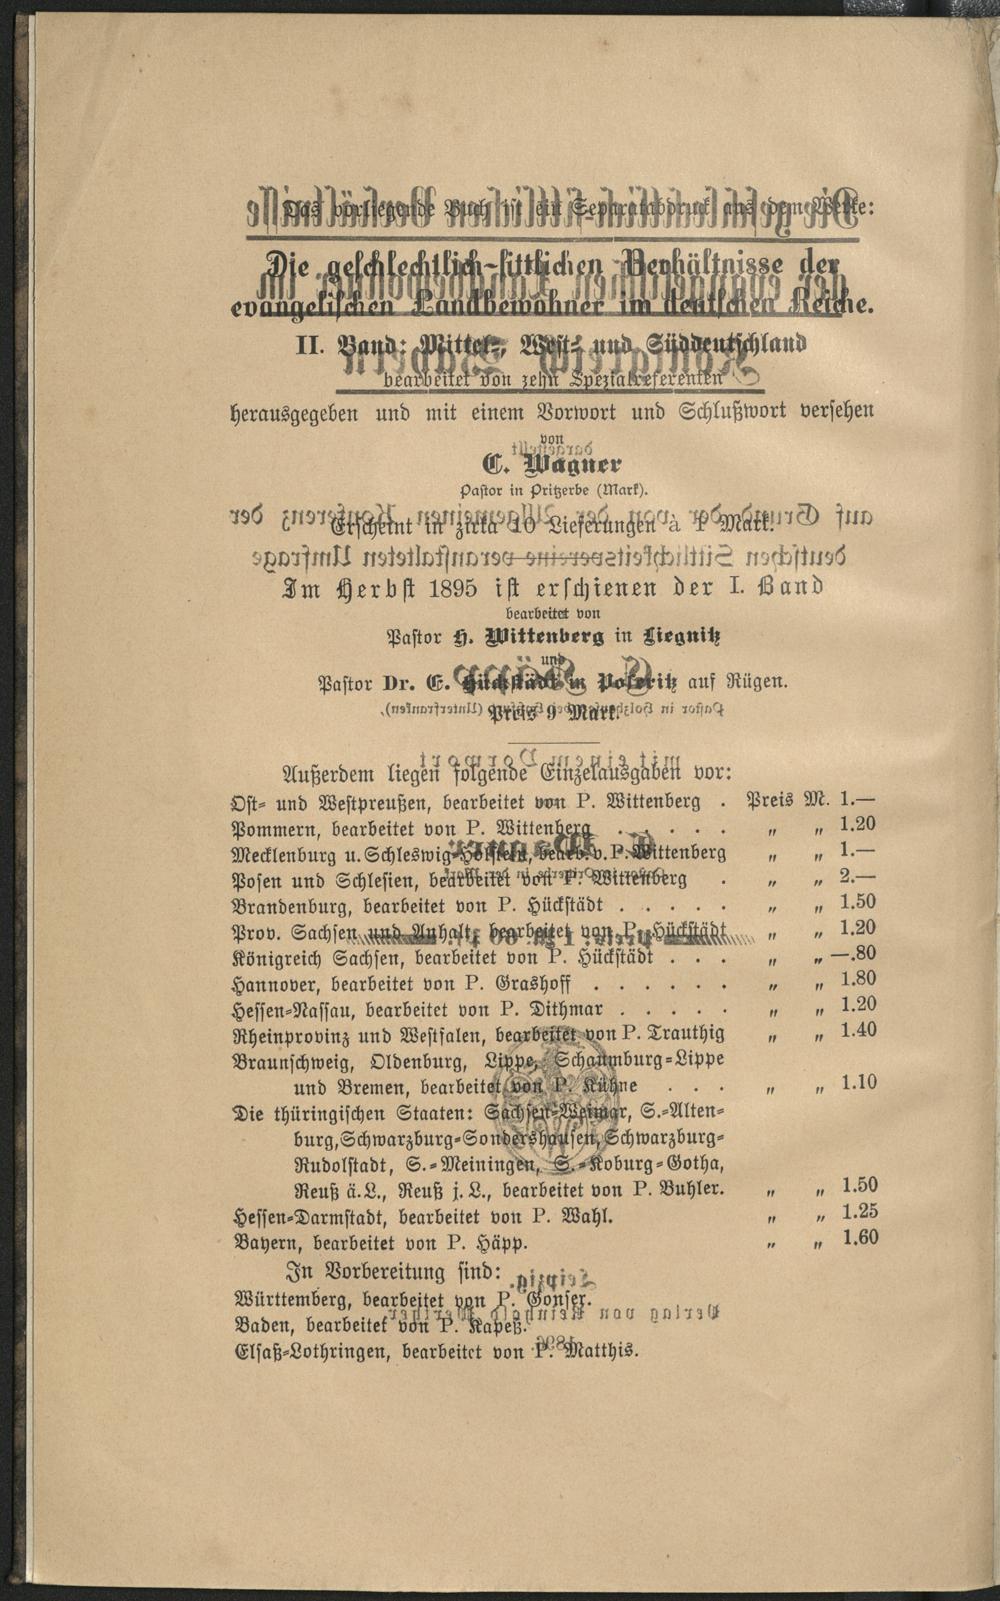 Das vorliegende Buch ist ein Separatabdruck aus dem Werke:
Die geschlechtlich-sittlichen Verhältnisse der
evangelischen Landbewohner im deutschen Reiche.
II. Band: Mittel-, West- und Süddeutschland
bearbeitet von zehn Spezialreferenten
herausgegeben und mit einem Vorwort und Schlußwort versehen
von
C. Wagner
Pastor in Pritzerbe (Mark).
Erscheint in zirka 10 Lieferungen à 1 Mark.
Im Herbst 1895 ist erschienen der I. Band
bearbeitet von
Pastor H. Wittenberg in Liegnitz
und
Pastor Dr. E. Hückstädt in Poseritz auf Rügen.
Preis 9 Mark.
Außerdem liegen folgende Einzelausgaben vor:
Ost- und Westpreußen, bearbeitet von P. Wittenberg . Preis M. 1.—
Pommern, bearbeitet von P. Wittenberg . . . . . „ „ 1.20
Mecklenburg u. Schleswig-Holstein, bearb. v. P. Wittenberg „ „ 1.—
Posen und Schlesien, bearbeitet von P. Wittenberg . „ „ 2.—
Brandenburg, bearbeitet von P. Hückstädt . . . . . „ „ 1.50
Prov. Sachsen und Anhalt, bearbeitet von P. Hückstädt „ „ 1.20
Königreich Sachsen, bearbeitet von P. Hückstädt . . . „ „ —.80
Hannover, bearbeitet von P. Grashoff . . . . . . „ „ 1.80
Hessen-Nassau, bearbeitet von P. Dithmar . . . . . „ „ 1.20
Rheinprovinz und Westfalen, bearbeitet von P. Trauthig „ „ 1.40
Braunschweig, Oldenburg, Lippe, Schaumburg-Lippe
und Bremen, bearbeitet von P. Kühne . . . „ „ 1.10
Die thüringischen Staaten: Sachsen-Weimar, S.-Alten-
burg, Schwarzburg-Sondershausen, Schwarzburg-
Rudolstadt, S.-Meiningen, S.-Koburg-Gotha,
Reuß ä. L., Reuß j. L., bearbeitet von P. Buhler. „ „ 1.50
Hessen-Darmstadt, bearbeitet von P. Wahl. „ „ 1.25
Bayern, bearbeitet von P. Häpp. „ „ 1.60
In Vorbereitung sind:
Württemberg, bearbeitet von P. Gonser.
Baden, bearbeitet von P. Kapeß.
Elsaß-Lothringen, bearbeitet von P. Matthis.